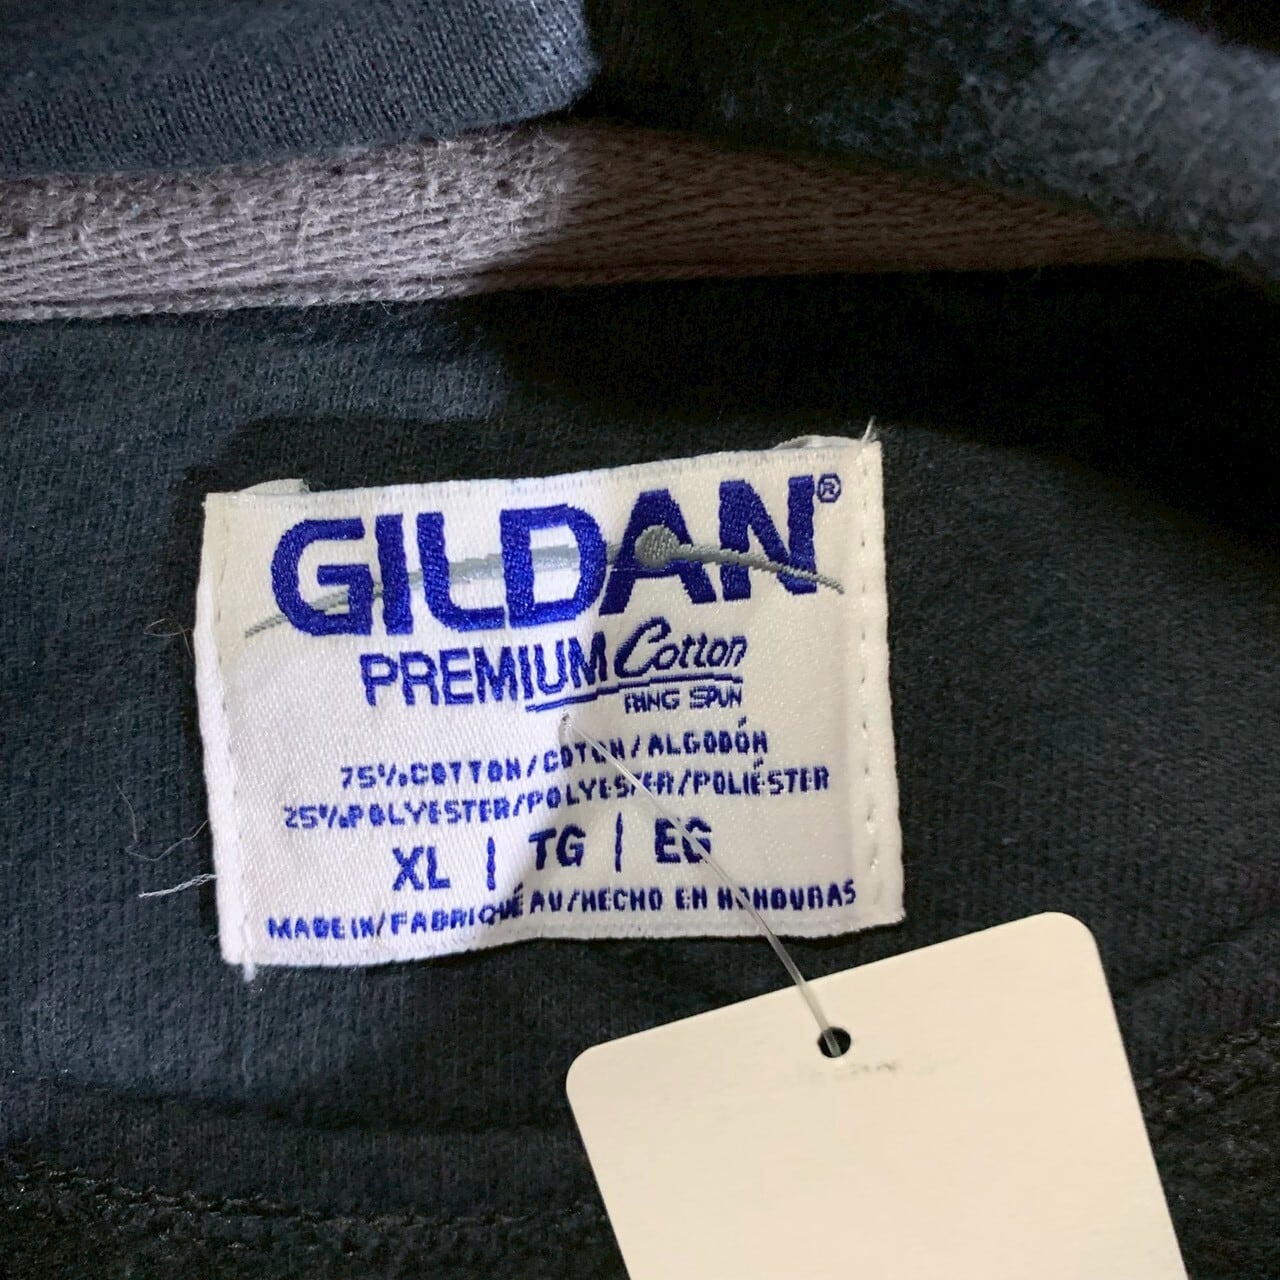 GILDAN®
PREMIUM Cotton
RING SPUN
75%COTTON/COTON/ALGODÓN
25%POLYESTER/POLYESTER/POLIÉSTER
XL | TG | EG
MADE IN/FABRIQUÉ AU/HECHO EN HONDURAS